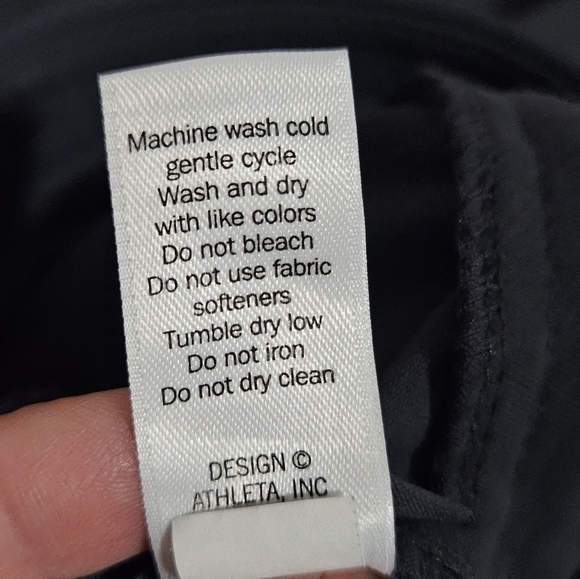 Machine wash cold
gentle cycle
Wash and dry
with like colors
Do not bleach
Do not use fabric
softeners
Tumble dry low
Do not iron
Do not dry clean
DESIGN ©
ATHLETA, INC